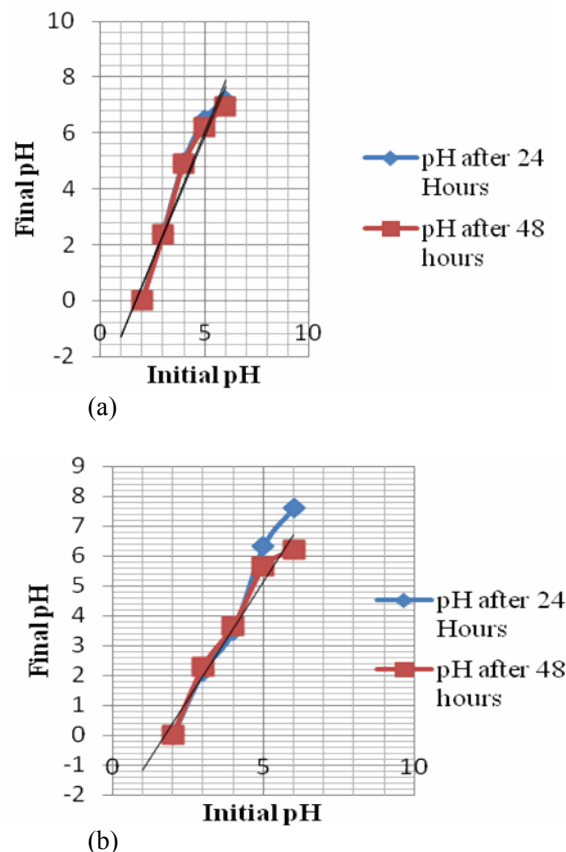 10
8
6
4
2
0
-2
0
5
10
Final pH
Initial pH
pH after 24
Hours
pH after 48
hours
(a)
9
8
7
6
5
4
3
2
1
0
-1
-2
0
5
10
Final pH
Initial pH
pH after 24
Hours
pH after 48
hours
(b)